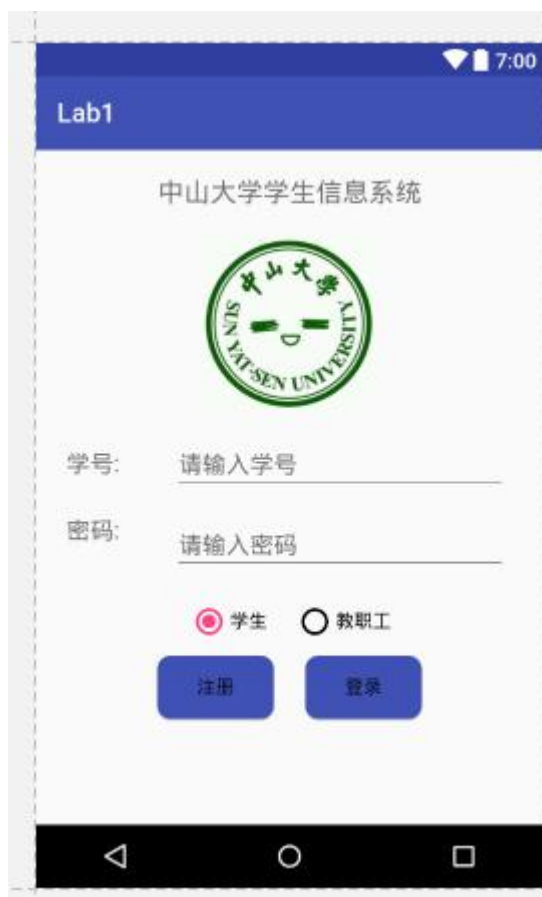 7:00
Lab1
中山大学学生信息系统
中山大学
SUN YAT-SEN UNIVERSITY
学号: 请输入学号
密码: 请输入密码
学生 教职工
注册 登录